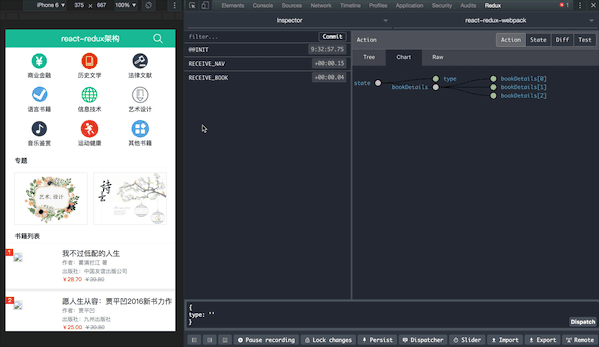 iPhone 6 375 × 667 100%
Elements Console Sources Network Timeline Profiles Application Security Audits Redux 1
react-redux架构
商业金融 历史文学 法律文献
语言书籍 信息技术 艺术设计
音乐鉴赏 运动健康 其他书籍
专题
艺术.设计
诗
书籍列表
1
我不过低配的人生
作者：雾满拦江 著
出版社：中国友谊出版公司
¥28.70 ¥39.80
2
愿人生从容：贾平凹2016新书力作
作者：贾平凹
出版社：九州出版社
¥25.00 ¥39.80
Inspector
react-redux-webpack
filter... Commit
@@INIT 9:32:57.75
RECEIVE_NAV +00:00.15
RECEIVE_BOOK +00:00.04
Action
Action State Diff Test
Tree Chart Raw
state
type
bookDetails
bookDetails[0]
bookDetails[1]
bookDetails[2]
{
type: ''
}
Dispatch
Pause recording Lock changes Persist Dispatcher Slider Import Export Remote